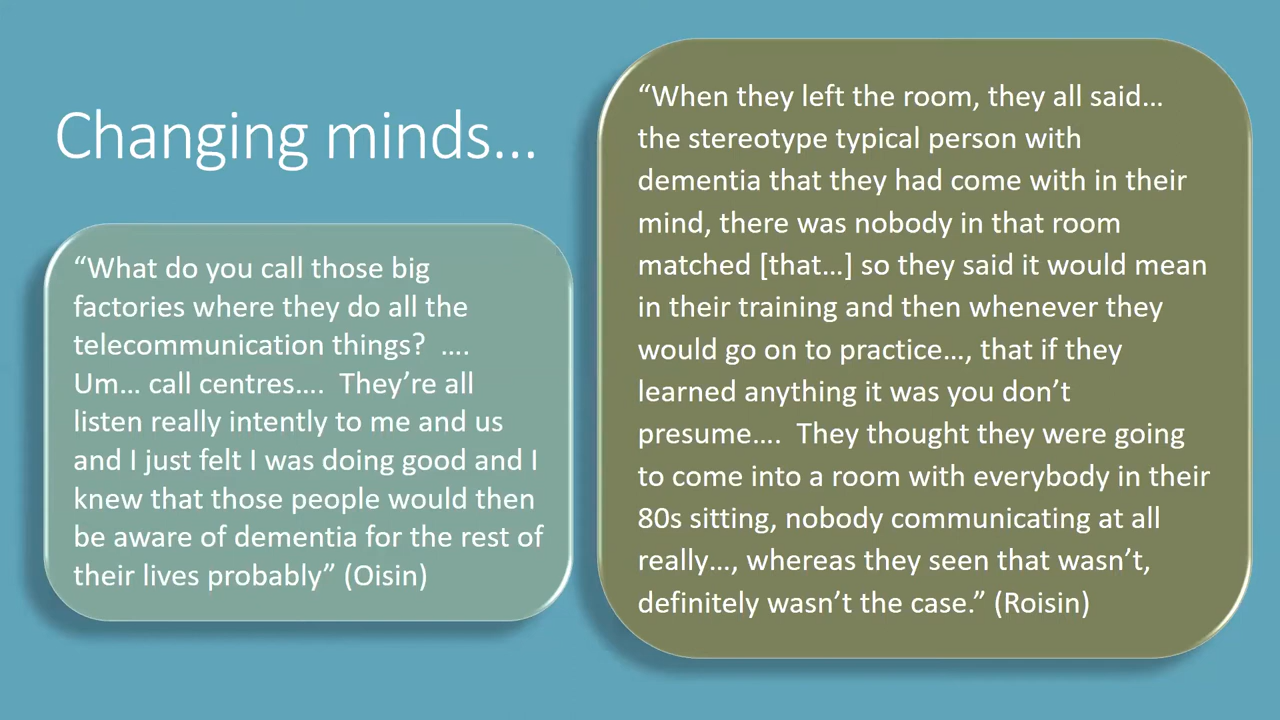 Changing minds...
“What do you call those big
factories where they do all the
telecommunication things?  ....
Um... call centres....  They’re all
listen really intently to me and us
and I just felt I was doing good and I
knew that those people would then
be aware of dementia for the rest of
their lives probably” (Oisin)
“When they left the room, they all said...
the stereotype typical person with
dementia that they had come with in their
mind, there was nobody in that room
matched [that...] so they said it would mean
in their training and then whenever they
would go on to practice..., that if they
learned anything it was you don’t
presume....  They thought they were going
to come into a room with everybody in their
80s sitting, nobody communicating at all
really..., whereas they seen that wasn’t,
definitely wasn’t the case.” (Roisin)